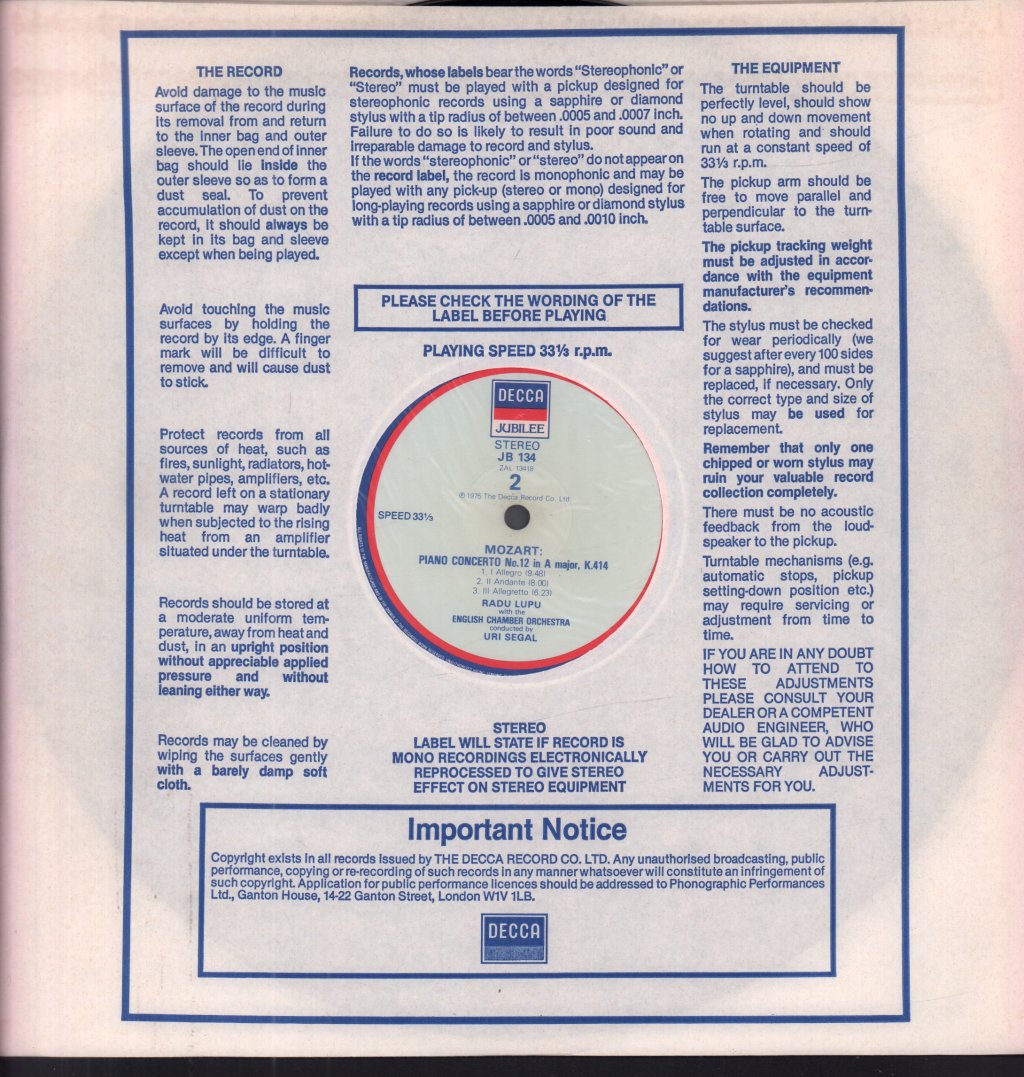 THE RECORD
Avoid damage to the music
surface of the record during
its removal from and return
to the inner bag and outer
sleeve. The open end of inner
bag should lie inside the
outer sleeve so as to form a
dust seal. To prevent
accumulation of dust on the
record, it should always be
kept in its bag and sleeve
except when being played.
Avoid touching the music
surfaces by holding the
record by its edge. A finger
mark will be difficult to
remove and will cause dust
to stick.
Protect records from all
sources of heat, such as
fires, sunlight, radiators, hot-
water pipes, amplifiers, etc.
A record left on a stationary
turntable may warp badly
when subjected to the rising
heat from an amplifier
situated under the turntable.
Records should be stored at
a moderate uniform tem-
perature, away from heat and
dust, in an upright position
without appreciable applied
pressure and without
leaning either way.
Records may be cleaned by
wiping the surfaces gently
with a barely damp soft
cloth.
Records, whose labels bear the words "Stereophonic" or
"Stereo" must be played with a pickup designed for
stereophonic records using a sapphire or diamond
stylus with a tip radius of between .0005 and .0007 inch.
Failure to do so is likely to result in poor sound and
irreparable damage to record and stylus.
If the words "stereophonic" or "stereo" do not appear on
the record label, the record is monophonic and may be
played with any pick-up (stereo or mono) designed for
long-playing records using a sapphire or diamond stylus
with a tip radius of between .0005 and .0010 inch.
PLEASE CHECK THE WORDING OF THE
LABEL BEFORE PLAYING
PLAYING SPEED 33⅓ r.p.m.
DECCA
JUBILEE
STEREO
JB 134
ZAL 13418
2
℗ 1975 The Decca Record Co. Ltd.
SPEED 33⅓
MOZART:
PIANO CONCERTO No.12 in A major, K.414
1. I Allegro (9.48)
2. II Andante (8.00)
3. III Allegretto (6.23)
RADU LUPU
with the
ENGLISH CHAMBER ORCHESTRA
conducted by
URI SEGAL
STEREO
LABEL WILL STATE IF RECORD IS
MONO RECORDINGS ELECTRONICALLY
REPROCESSED TO GIVE STEREO
EFFECT ON STEREO EQUIPMENT
THE EQUIPMENT
The turntable should be
perfectly level, should show
no up and down movement
when rotating and should
run at a constant speed of
33⅓ r.p.m.
The pickup arm should be
free to move parallel and
perpendicular to the turn-
table surface.
The pickup tracking weight
must be adjusted in accor-
dance with the equipment
manufacturer's recommen-
dations.
The stylus must be checked
for wear periodically (we
suggest after every 100 sides
for a sapphire), and must be
replaced, if necessary. Only
the correct type and size of
stylus may be used for
replacement.
Remember that only one
chipped or worn stylus may
ruin your valuable record
collection completely.
There must be no acoustic
feedback from the loud-
speaker to the pickup.
Turntable mechanisms (e.g.
automatic stops, pickup
setting-down position etc.)
may require servicing or
adjustment from time to
time.
IF YOU ARE IN ANY DOUBT
HOW TO ATTEND TO
THESE ADJUSTMENTS
PLEASE CONSULT YOUR
DEALER OR A COMPETENT
AUDIO ENGINEER, WHO
WILL BE GLAD TO ADVISE
YOU OR CARRY OUT THE
NECESSARY ADJUST-
MENTS FOR YOU.
Important Notice
Copyright exists in all records issued by THE DECCA RECORD CO. LTD. Any unauthorised broadcasting, public
performance, copying or re-recording of such records in any manner whatsoever will constitute an infringement of
such copyright. Application for public performance licences should be addressed to Phonographic Performances
Ltd., Ganton House, 14-22 Ganton Street, London W1V 1LB.
DECCA